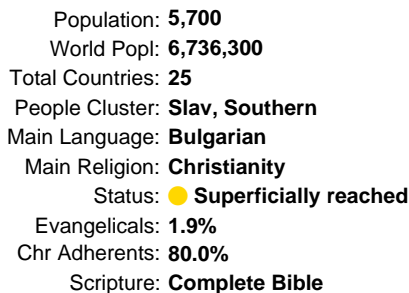 Population: 5,700
World Popl: 6,736,300
Total Countries: 25
People Cluster: Slav, Southern
Main Language: Bulgarian
Main Religion: Christianity
Status: Superficially reached
Evangelicals: 1.9%
Chr Adherents: 80.0%
Scripture: Complete Bible